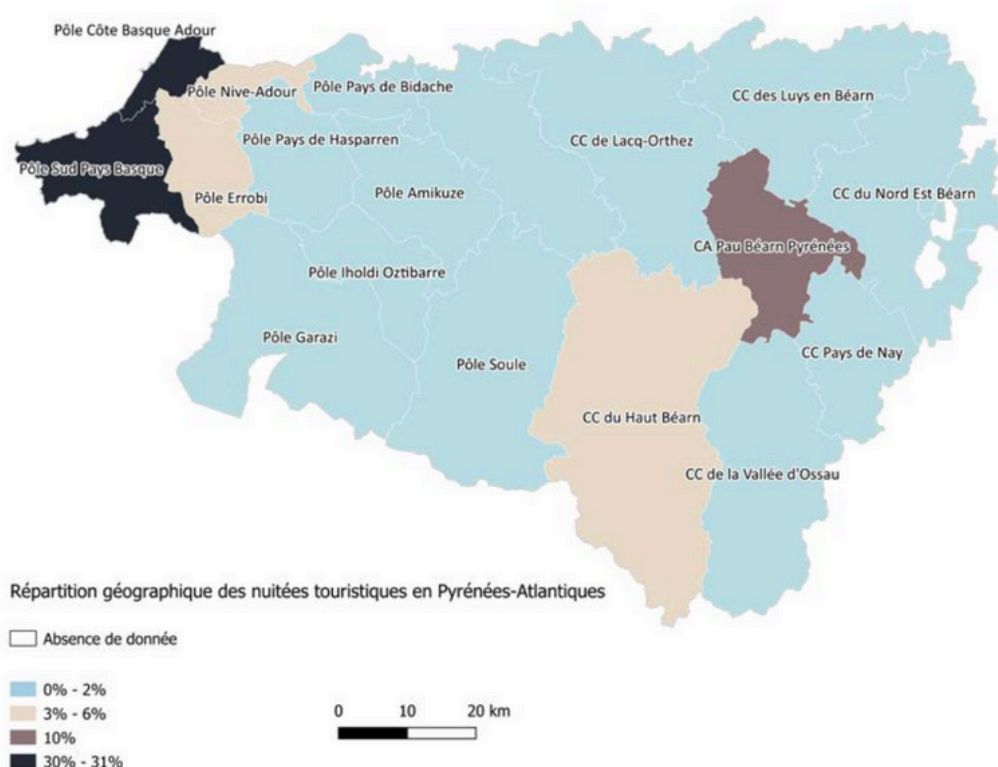 Pôle Côte Basque Adour
Pôle Nive-Adour
Pôle Pays de Bidache
CC des Luys en Béarn
Pôle Pays de Hasparren
CC de Lacq-Orthez
Pôle Sud Pays Basque
Pôle Errobi
Pôle Amikuze
CC du Nord Est Béarn
CA Pau Béarn Pyrénées
Pôle Iholdi Oztibarre
Pôle Garazi
Pôle Soule
CC Pays de Nay
CC du Haut Béarn
CC de la Vallée d'Ossau
Répartition géographique des nuitées touristiques en Pyrénées-Atlantiques
Absence de donnée
0% - 2%
3% - 6%
10%
30% - 31%
0 10 20 km